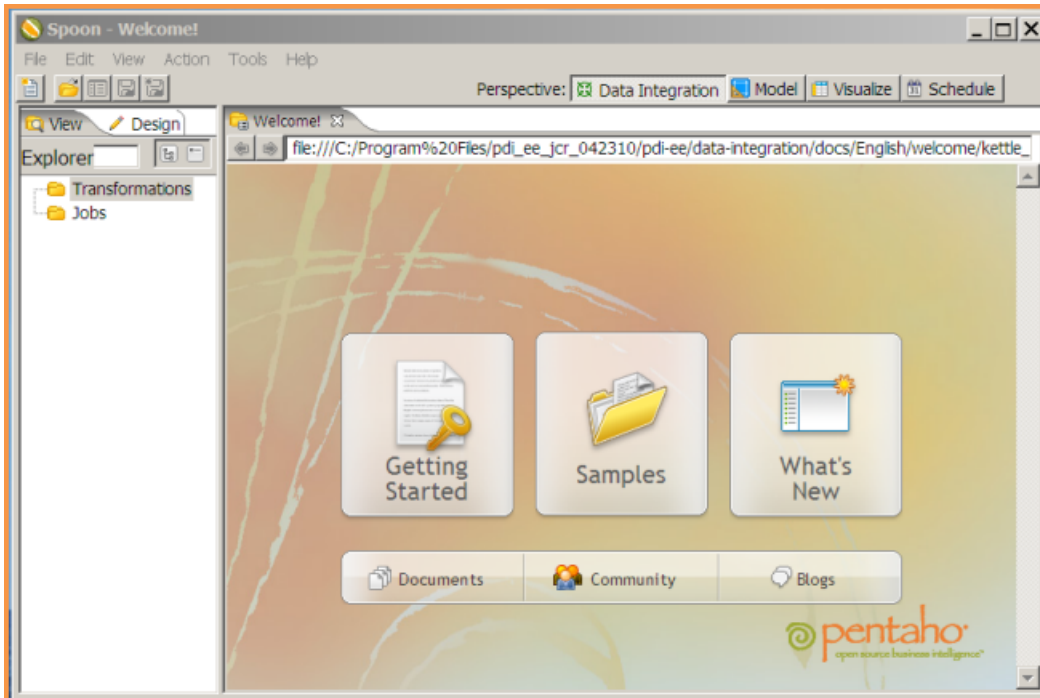 Spoon - Welcome!
File Edit View Action Tools Help
Perspective: Data Integration Model Visualize Schedule
View Design
Welcome!
Explorer
file:///C:/Program%20Files/pdi_ee_jcr_042310/pdi-ee/data-integration/docs/English/welcome/kettle_
Transformations
Jobs
Getting
Started
Samples
What's
New
Documents Community Blogs
pentaho
open source business intelligence™